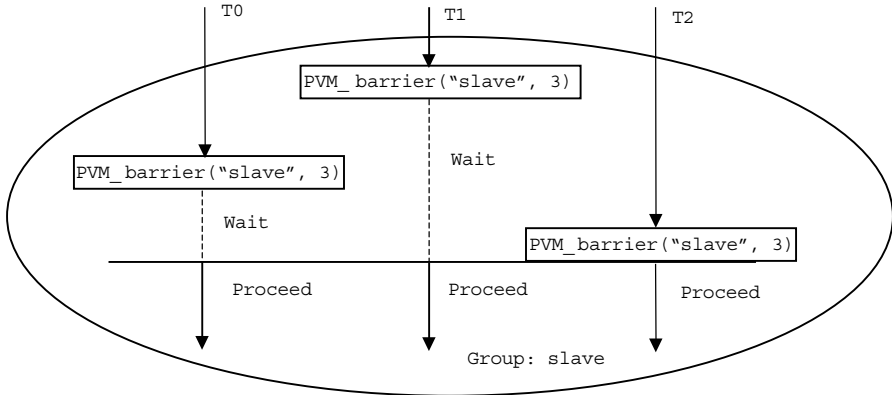 T0
T1
T2
PVM_ barrier(“slave”, 3)
Wait
PVM_barrier(“slave”, 3)
Wait
PVM_barrier(“slave”, 3)
Proceed
Proceed
Proceed
Group: slave